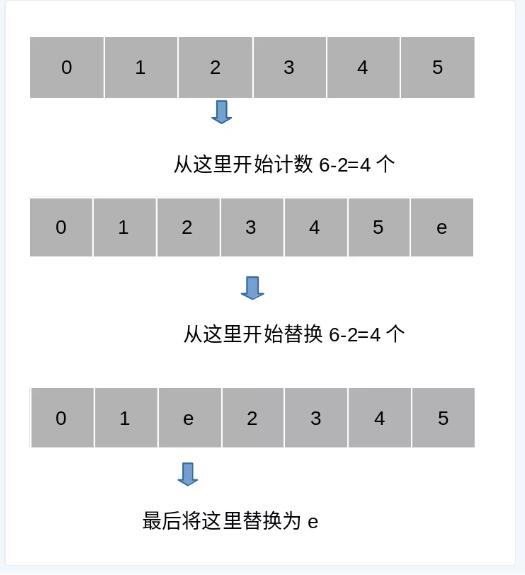 0 1 2 3 4 5
从这里开始计数 6-2=4 个
0 1 2 3 4 5 e
从这里开始替换 6-2=4 个
0 1 e 2 3 4 5
最后将这里替换为 e